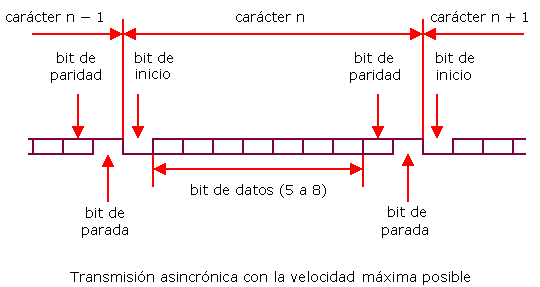 carácter n − 1
carácter n
carácter n + 1
bit de
paridad
bit de
inicio
bit de
paridad
bit de
inicio
bit de datos (5 a 8)
bit de
parada
bit de
parada
Transmisión asincrónica con la velocidad máxima posible